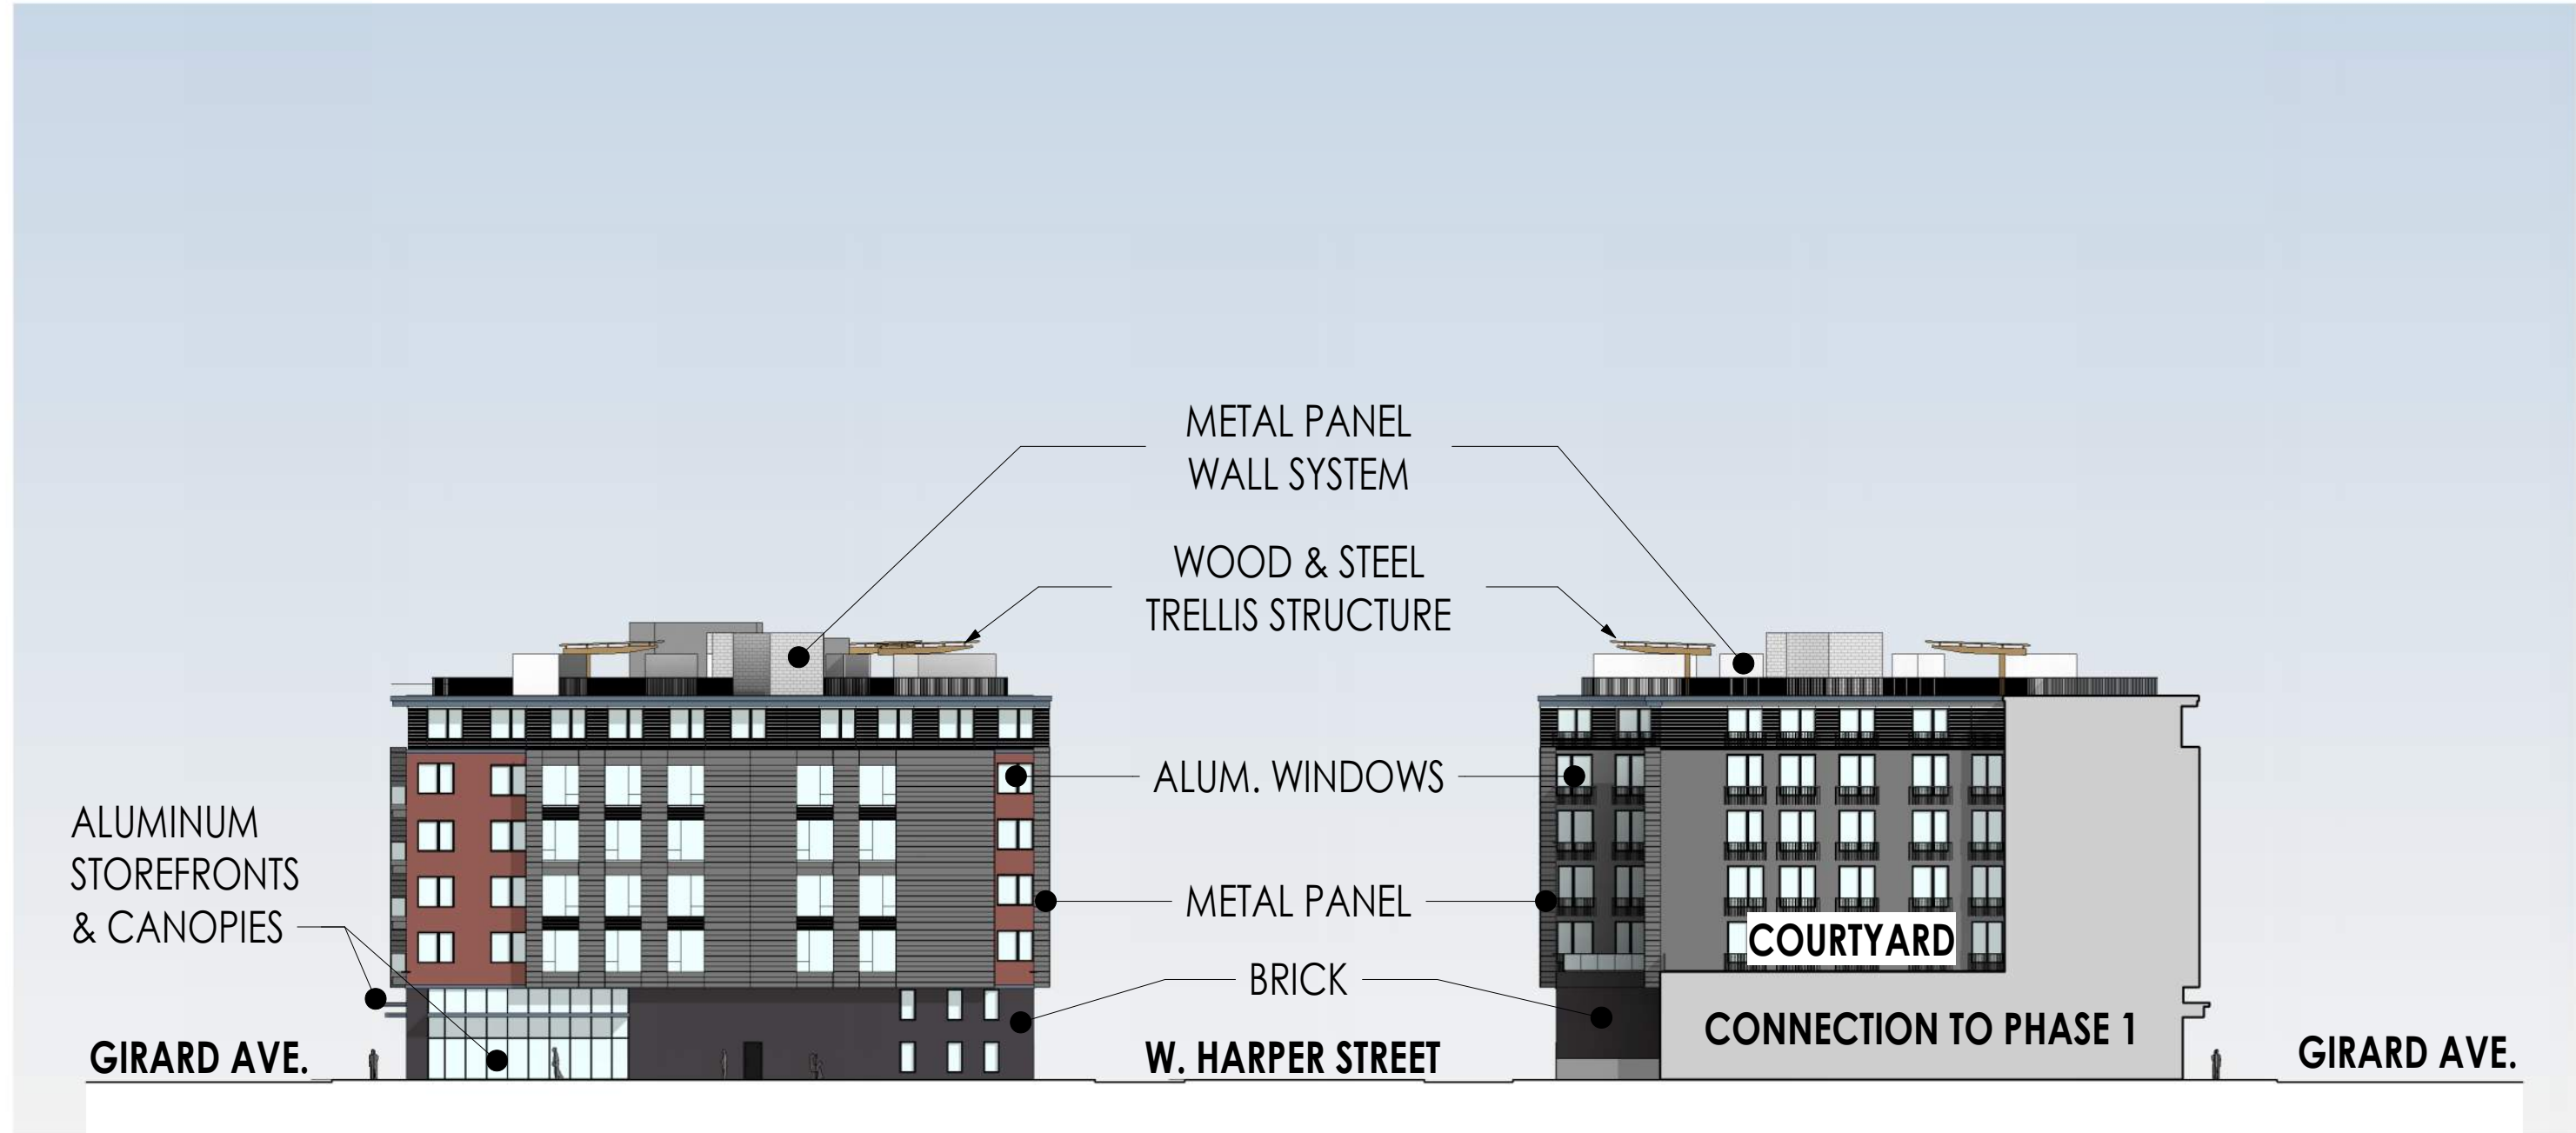 METAL PANEL
WALL SYSTEM
WOOD & STEEL
TRELLIS STRUCTURE
ALUM. WINDOWS
ALUMINUM
STOREFRONTS
& CANOPIES
METAL PANEL
BRICK
COURTYARD
CONNECTION TO PHASE 1
GIRARD AVE.
W. HARPER STREET
GIRARD AVE.